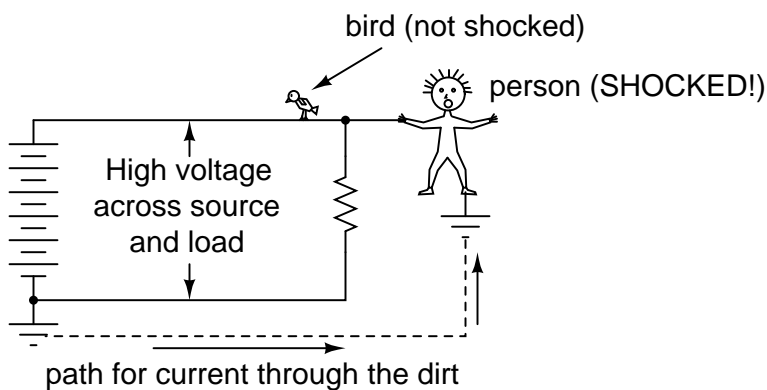 bird (not shocked)
person (SHOCKED!)
High voltage
across source
and load
path for current through the dirt